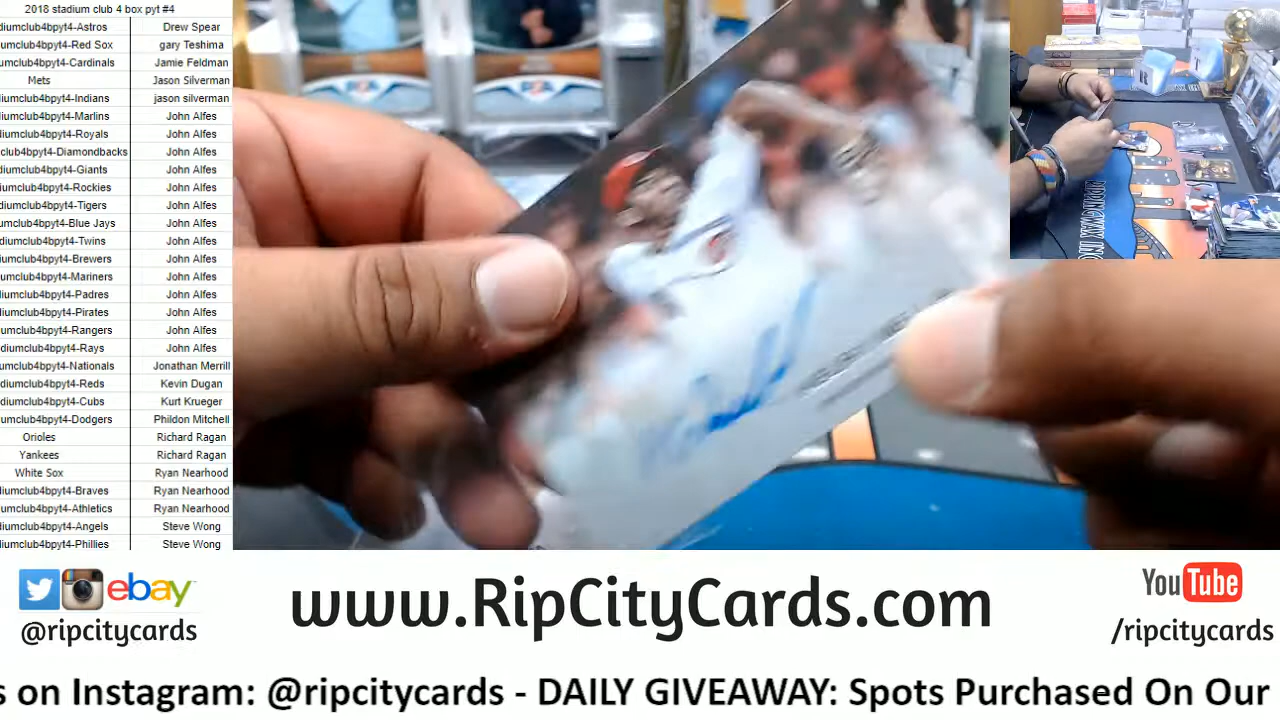 2018 stadium club 4 box pyt #4
diumclub4bpyt4-Astros Drew Spear
iumclub4bpyt4-Red Sox gary Teshima
umclub4bpyt4-Cardinals Jamie Feldman
Mets Jason Silverman
diumclub4bpyt4-Indians jason silverman
diumclub4bpyt4-Marlins John Alfes
diumclub4bpyt4-Royals John Alfes
club4bpyt4-Diamondbacks John Alfes
diumclub4bpyt4-Giants John Alfes
diumclub4bpyt4-Rockies John Alfes
diumclub4bpyt4-Tigers John Alfes
umclub4bpyt4-Blue Jays John Alfes
diumclub4bpyt4-Twins John Alfes
diumclub4bpyt4-Brewers John Alfes
diumclub4bpyt4-Mariners John Alfes
diumclub4bpyt4-Padres John Alfes
diumclub4bpyt4-Pirates John Alfes
diumclub4bpyt4-Rangers John Alfes
adiumclub4bpyt4-Rays John Alfes
umclub4bpyt4-Nationals Jonathan Merrill
diumclub4bpyt4-Reds Kevin Dugan
diumclub4bpyt4-Cubs Kurt Krueger
iumclub4bpyt4-Dodgers Phildon Mitchell
Orioles Richard Ragan
Yankees Richard Ragan
White Sox Ryan Nearhood
diumclub4bpyt4-Braves Ryan Nearhood
iumclub4bpyt4-Athletics Ryan Nearhood
diumclub4bpyt4-Angels Steve Wong
diumclub4bpyt4-Phillies Steve Wong
ebay
@ripcitycards
www.RipCityCards.com
YouTube
/ripcitycards
s on Instagram: @ripcitycards - DAILY GIVEAWAY: Spots Purchased On Our